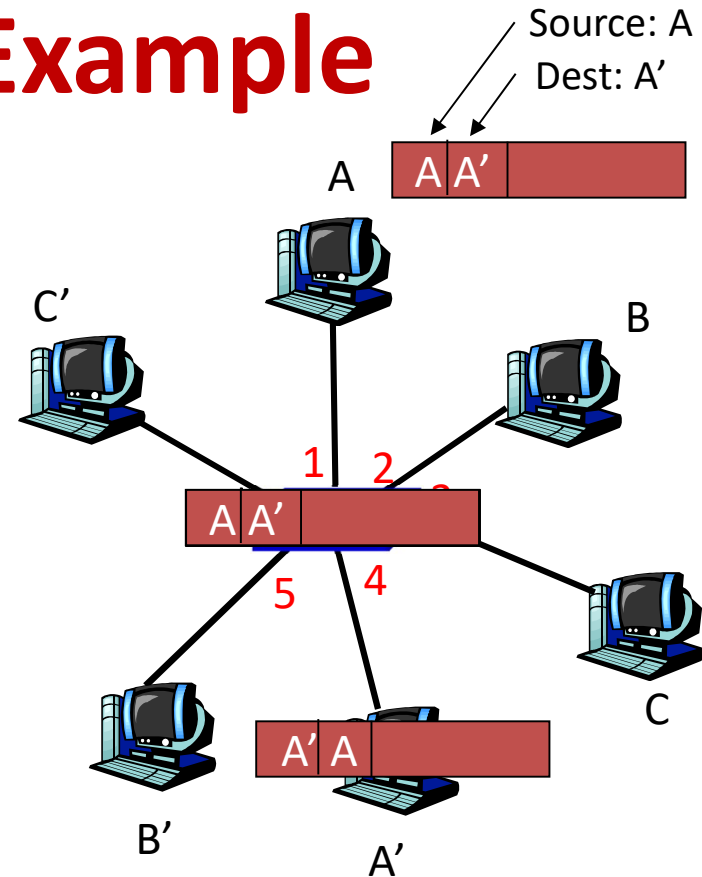 Example
Source: A
Dest: A’
A A’
A
C’
B
1 2
A A’
5 4
C
A’ A
B’
A’